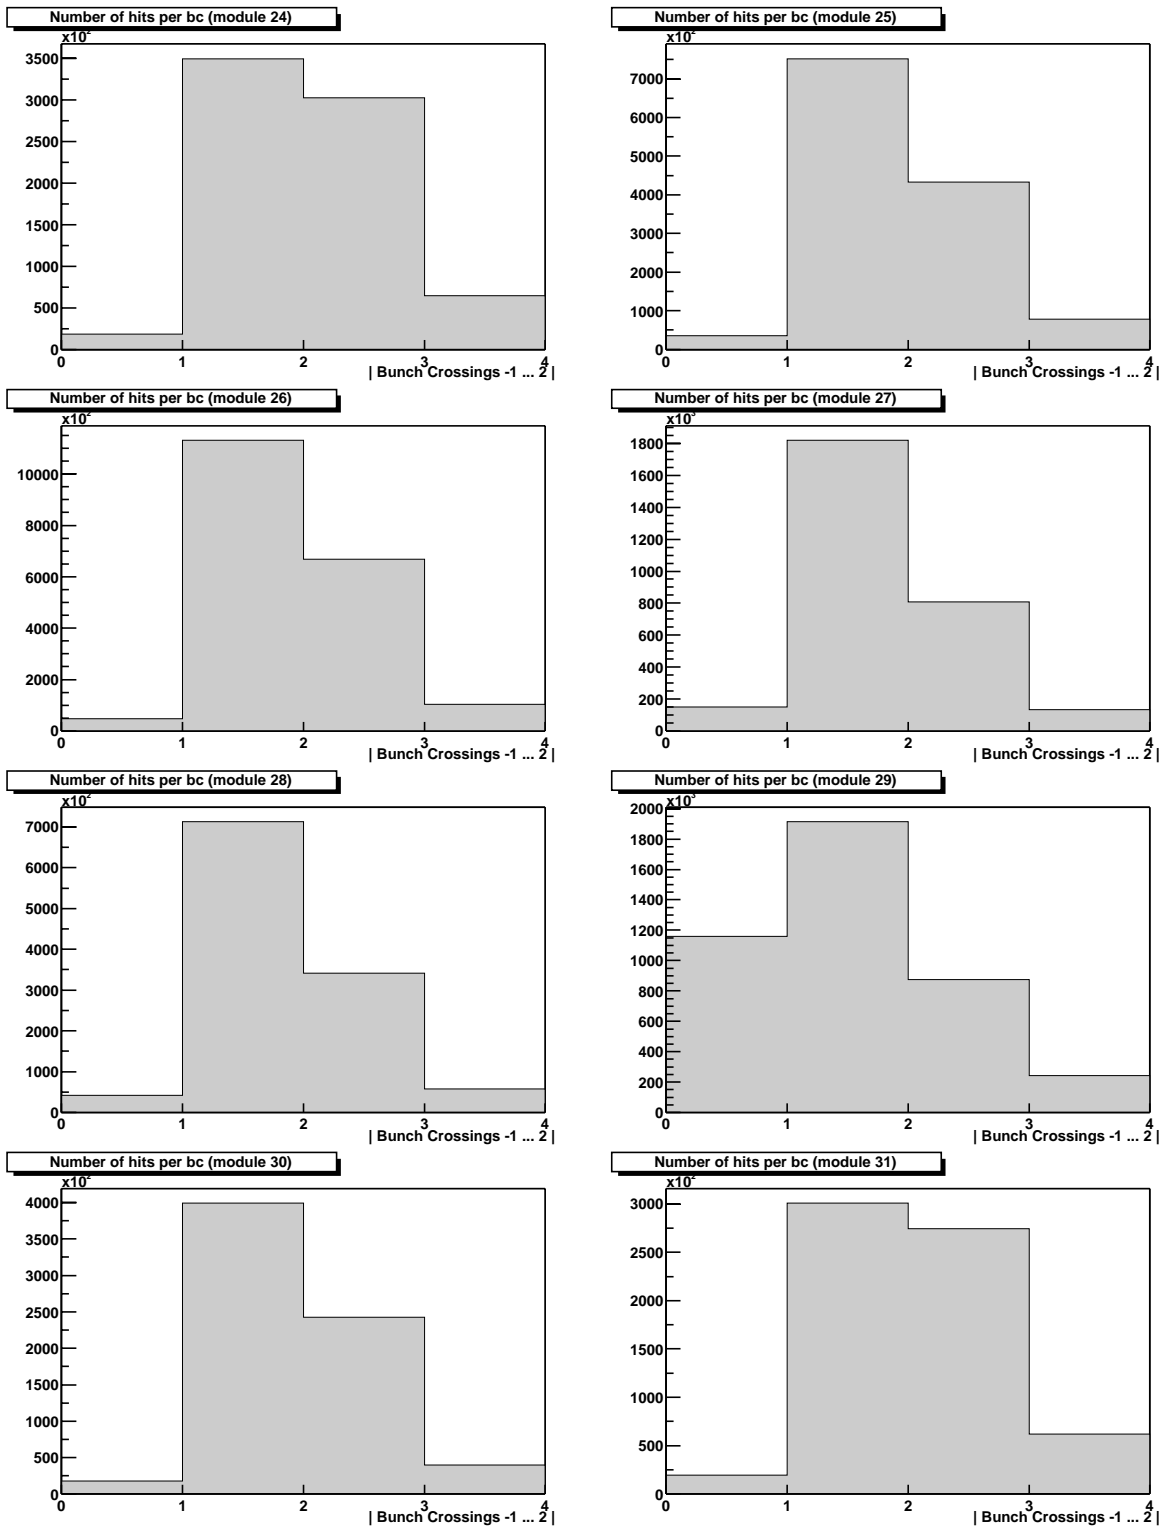 Number of hits per bc (module 24)
x10²
3500
3000
2500
2000
1500
1000
500
0
0 1 2 3 4
| Bunch Crossings -1 ... 2 |
Number of hits per bc (module 25)
x10²
7000
6000
5000
4000
3000
2000
1000
0
0 1 2 3 4
| Bunch Crossings -1 ... 2 |
Number of hits per bc (module 26)
x10²
10000
8000
6000
4000
2000
0
0 1 2 3 4
| Bunch Crossings -1 ... 2 |
Number of hits per bc (module 27)
x10³
1800
1600
1400
1200
1000
800
600
400
200
0
0 1 2 3 4
| Bunch Crossings -1 ... 2 |
Number of hits per bc (module 28)
x10²
7000
6000
5000
4000
3000
2000
1000
0
0 1 2 3 4
| Bunch Crossings -1 ... 2 |
Number of hits per bc (module 29)
x10³
2000
1800
1600
1400
1200
1000
800
600
400
200
0
0 1 2 3 4
| Bunch Crossings -1 ... 2 |
Number of hits per bc (module 30)
x10²
4000
3500
3000
2500
2000
1500
1000
500
0
0 1 2 3 4
| Bunch Crossings -1 ... 2 |
Number of hits per bc (module 31)
x10²
3000
2500
2000
1500
1000
500
0
0 1 2 3 4
| Bunch Crossings -1 ... 2 |